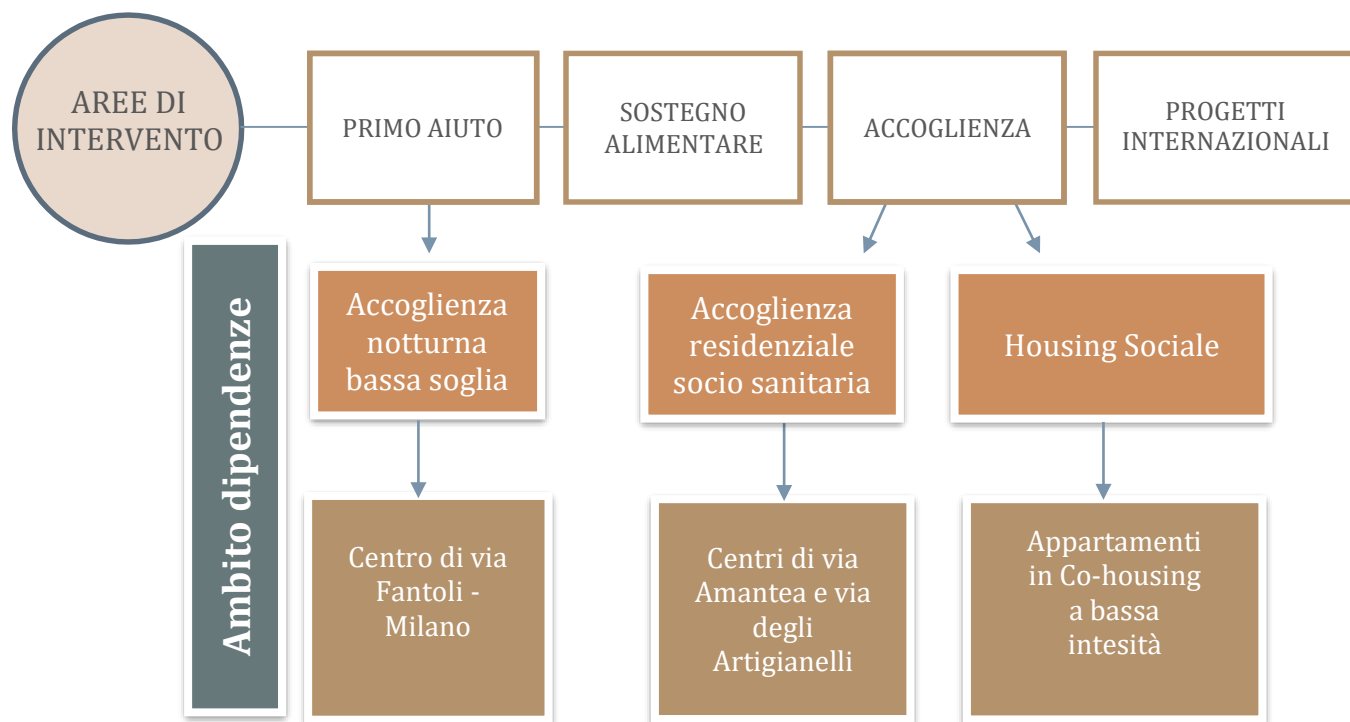 AREE DI
INTERVENTO
PRIMO AIUTO
SOSTEGNO
ALIMENTARE
ACCOGLIENZA
PROGETTI
INTERNAZIONALI
Ambito dipendenze
Accoglienza
notturna
bassa soglia
Accoglienza
residenziale
socio sanitaria
Housing Sociale
Centro di via
Fantoli -
Milano
Centri di via
Amantea e via
degli
Artigianelli
Appartamenti
in Co-housing
a bassa
intesità